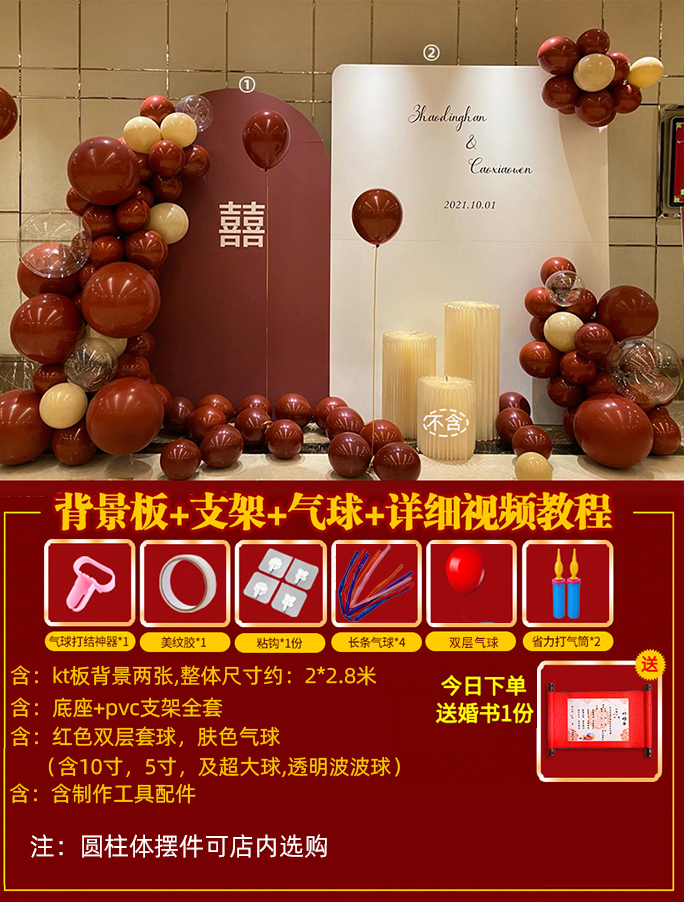 ①
②
Zhaodinghan
&
Caoxiaowen
2021.10.01
囍
不含
背景板+支架+气球+详细视频教程
气球打结神器*1
美纹胶*1
粘钩*1份
长条气球*4
双层气球
省力打气筒*2
含：kt板背景两张,整体尺寸约：2*2.8米
含：底座+pvc支架全套
含：红色双层套球，肤色气球
（含10寸，5寸，及超大球,透明波波球）
含：含制作工具配件
今日下单
送婚书1份
送
注：圆柱体摆件可店内选购